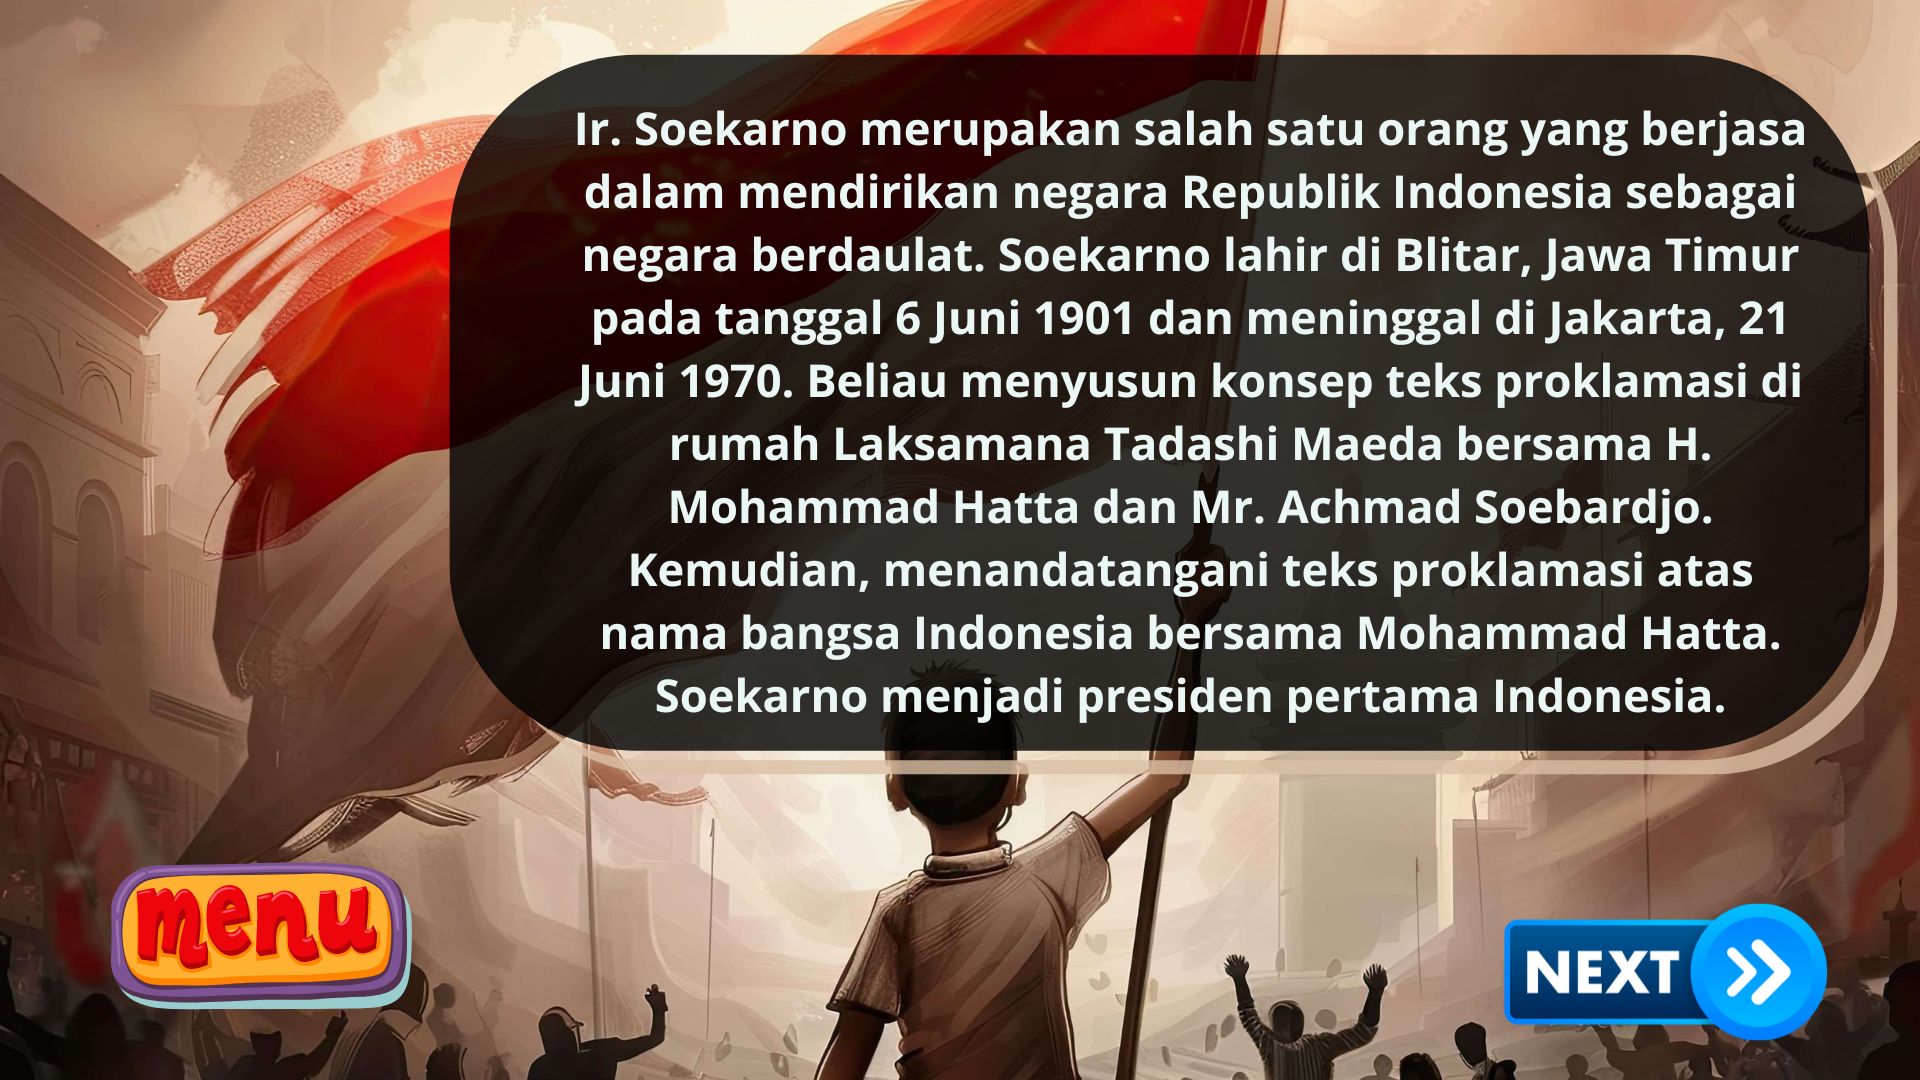 Ir. Soekarno merupakan salah satu orang yang berjasa
dalam mendirikan negara Republik Indonesia sebagai
negara berdaulat. Soekarno lahir di Blitar, Jawa Timur
pada tanggal 6 Juni 1901 dan meninggal di Jakarta, 21
Juni 1970. Beliau menyusun konsep teks proklamasi di
rumah Laksamana Tadashi Maeda bersama H.
Mohammad Hatta dan Mr. Achmad Soebardjo.
Kemudian, menandatangani teks proklamasi atas
nama bangsa Indonesia bersama Mohammad Hatta.
Soekarno menjadi presiden pertama Indonesia.
menu
NEXT